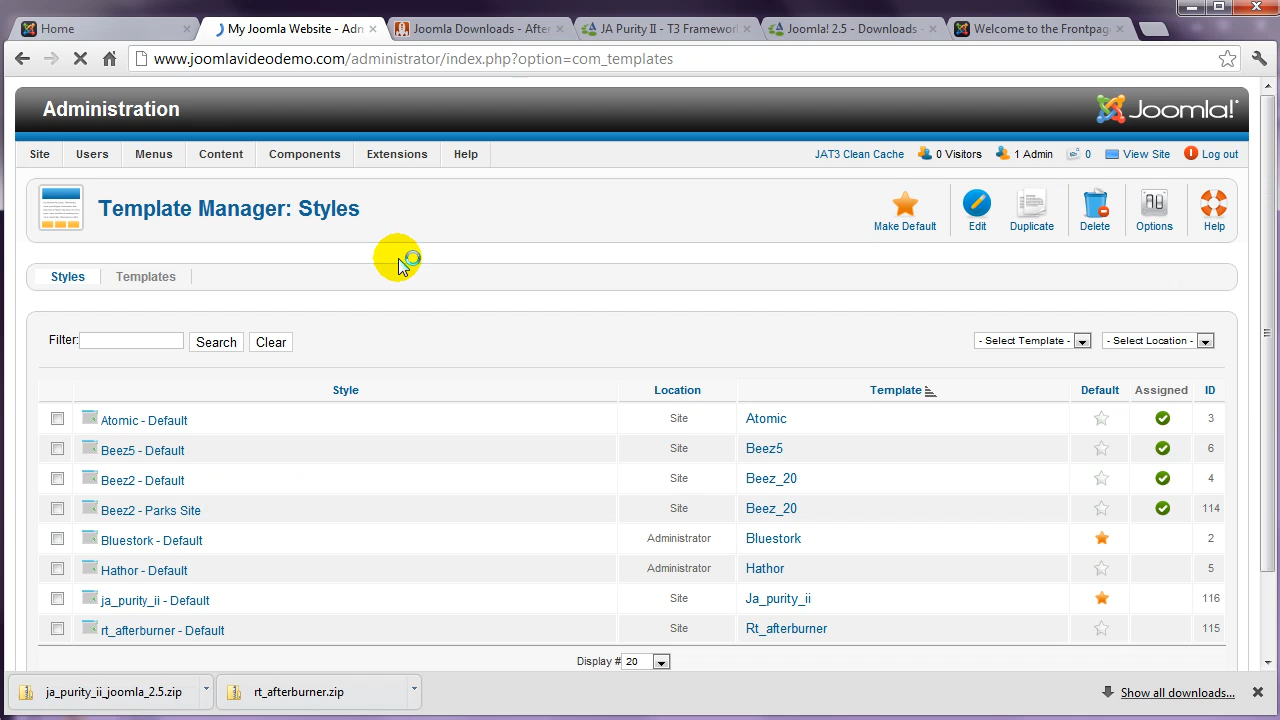 Home
My Joomla Website - Adm
Joomla Downloads - After
JA Purity II - T3 Framework
Joomla! 2.5 - Downloads -
Welcome to the Frontpage
www.joomlavideodemo.com/administrator/index.php?option=com_templates
Administration
Joomla!
Site Users Menus Content Components Extensions Help JAT3 Clean Cache 0 Visitors 1 Admin 0 View Site Log out
Template Manager: Styles
Make Default Edit Duplicate Delete Options Help
Styles Templates
Filter: Search Clear - Select Template - - Select Location -
Style Location Template Default Assigned ID
Atomic - Default Site Atomic 3
Beez5 - Default Site Beez5 6
Beez2 - Default Site Beez_20 4
Beez2 - Parks Site Site Beez_20 114
Bluestork - Default Administrator Bluestork 2
Hathor - Default Administrator Hathor 5
ja_purity_ii - Default Site Ja_purity_ii 116
rt_afterburner - Default Site Rt_afterburner 115
Display # 20
ja_purity_ii_joomla_2.5.zip rt_afterburner.zip Show all downloads...